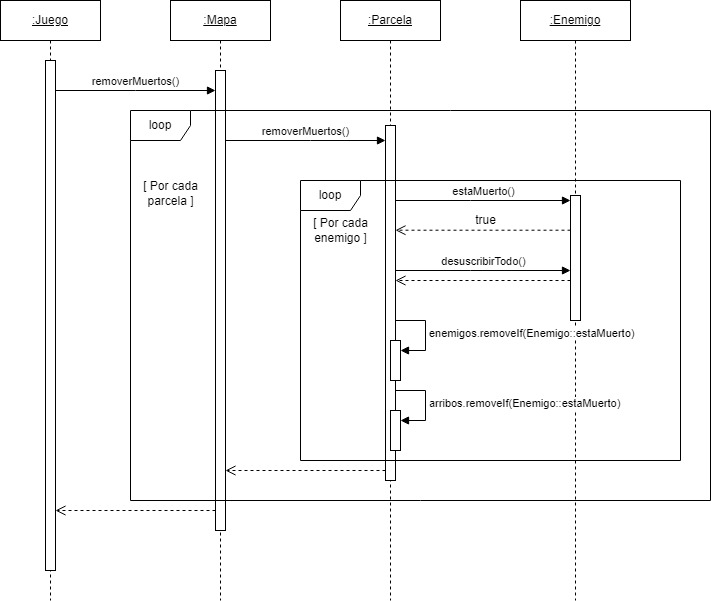 :Juego
:Mapa
:Parcela
:Enemigo
removerMuertos()
loop
removerMuertos()
[ Por cada
parcela ]
loop
estaMuerto()
[ Por cada
enemigo ]
true
desuscribirTodo()
enemigos.removeIf(Enemigo::estaMuerto)
arribos.removeIf(Enemigo::estaMuerto)